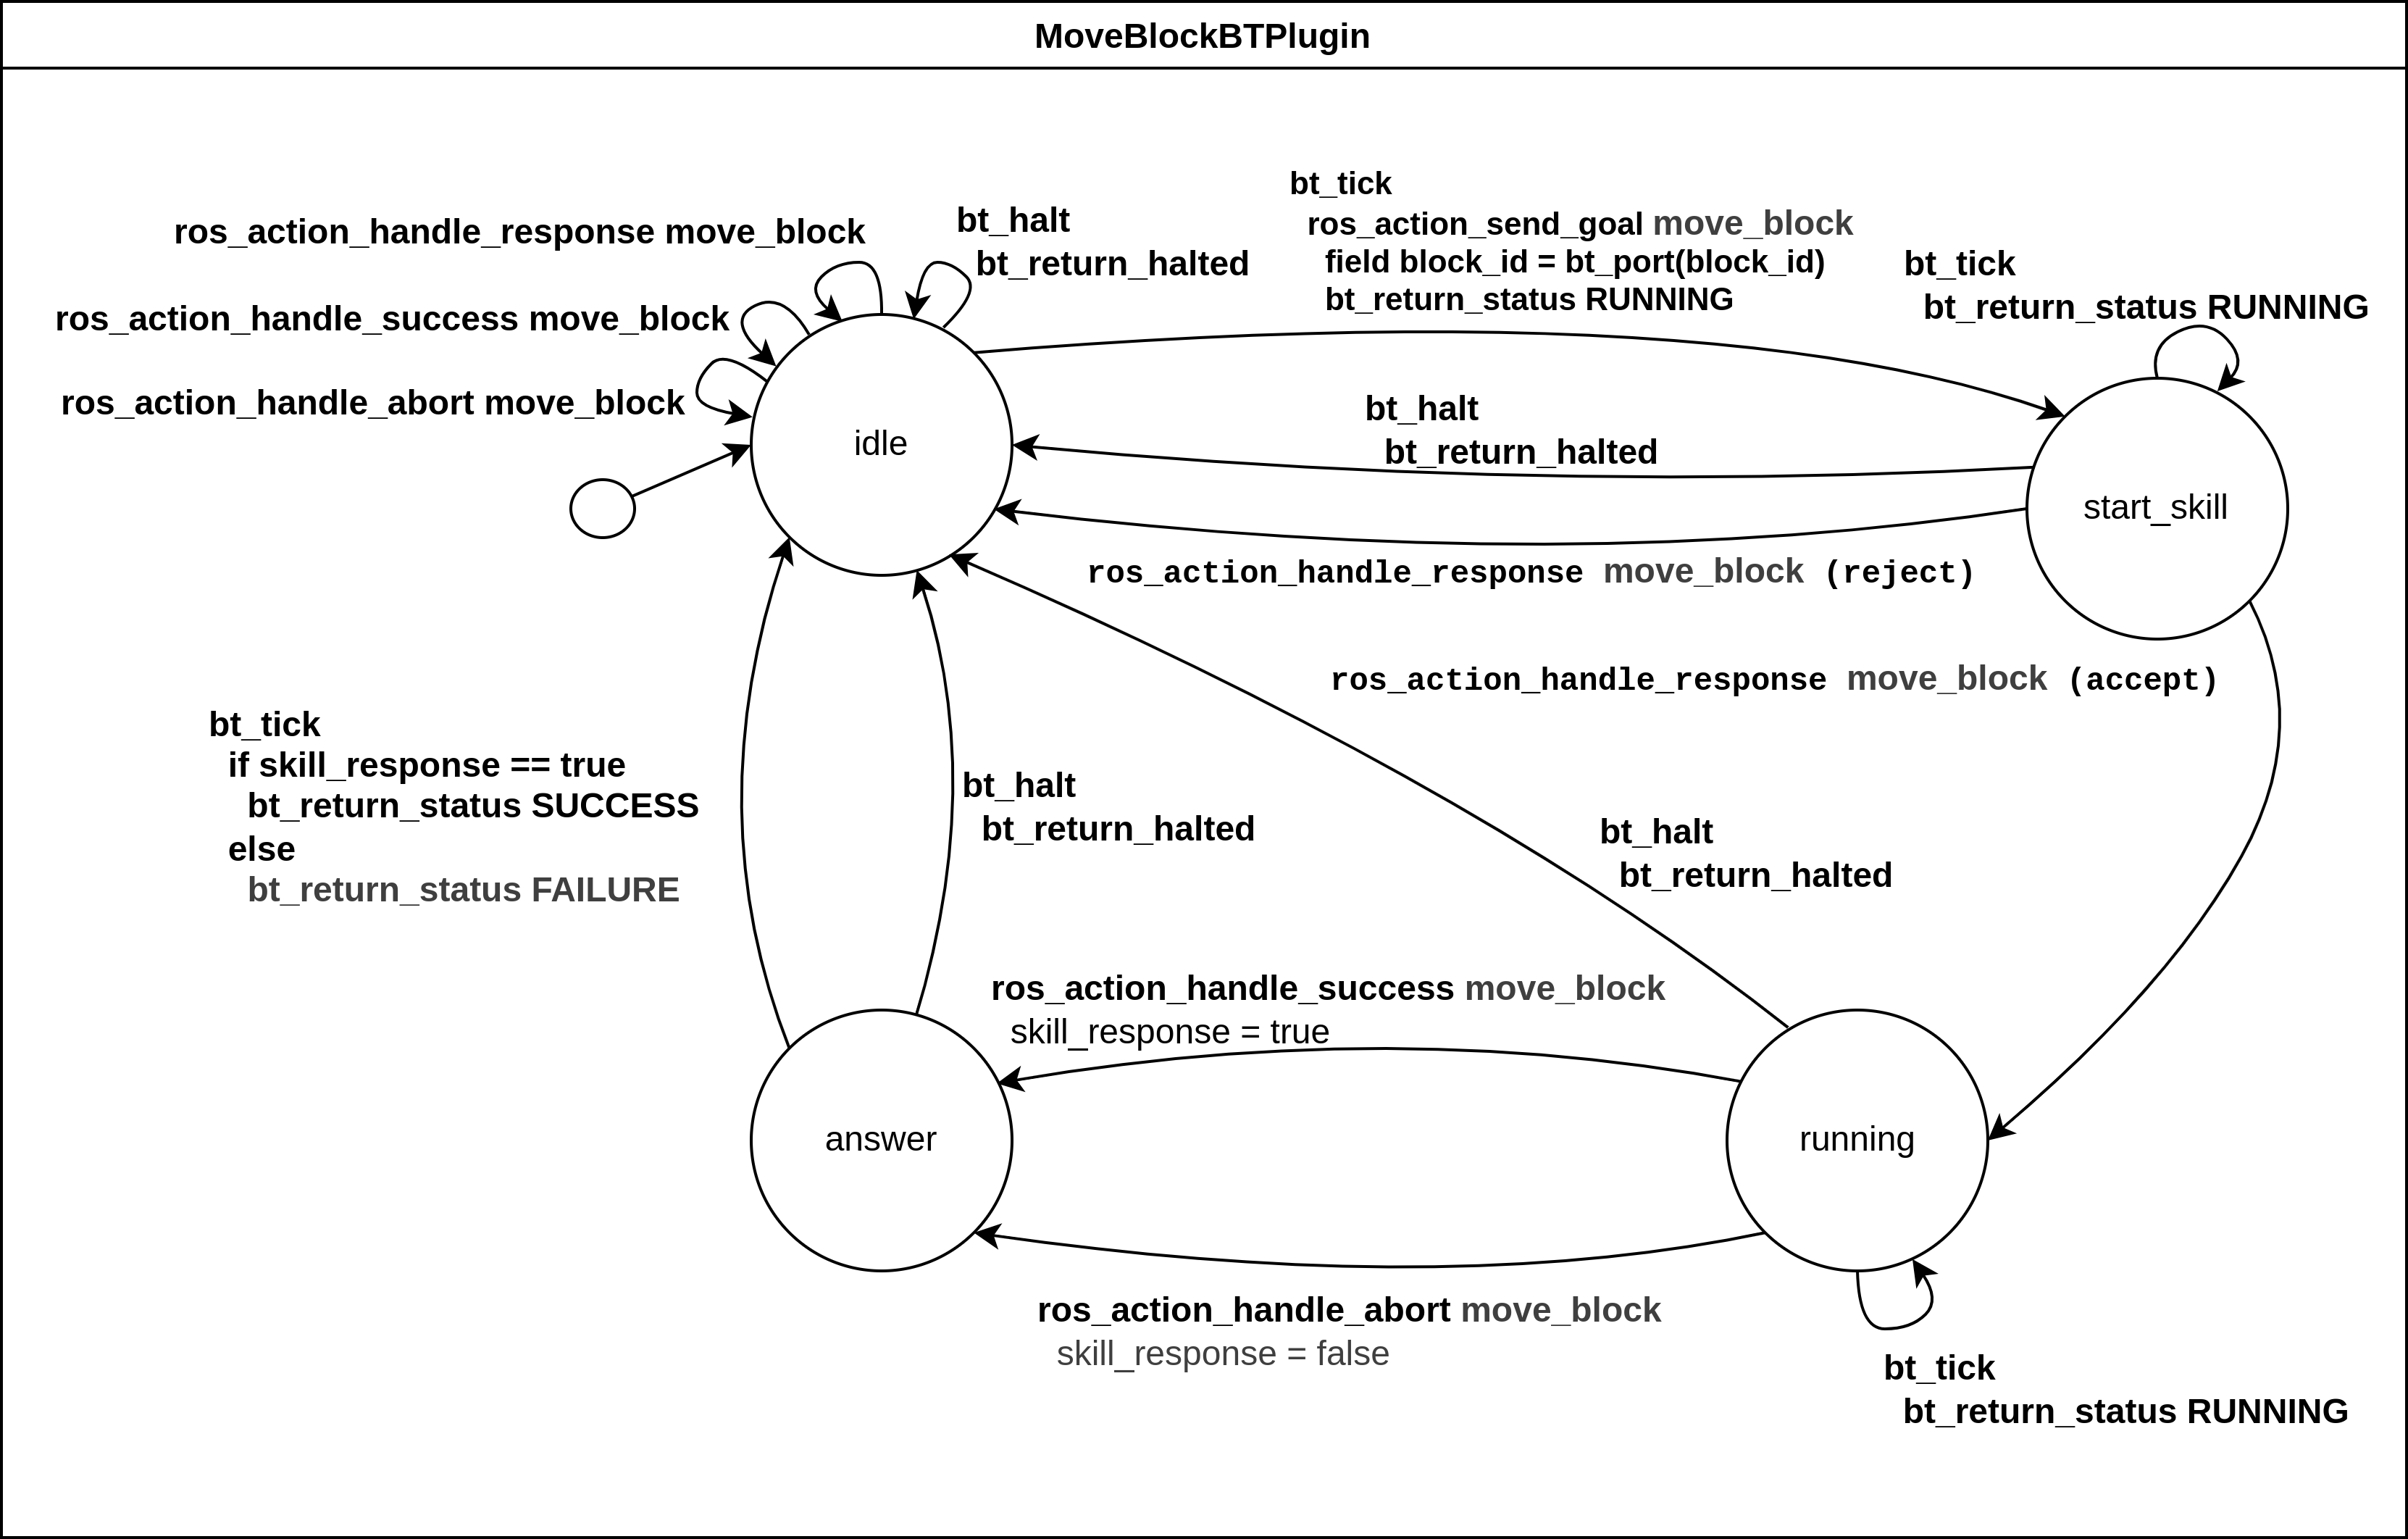 MoveBlockBTPlugin
ros_action_handle_response move_block
ros_action_handle_success move_block
ros_action_handle_abort move_block
bt_halt
bt_return_halted
bt_tick
ros_action_send_goal move_block
field block_id = bt_port(block_id)
bt_return_status RUNNING
bt_tick
bt_return_status RUNNING
idle
bt_halt
bt_return_halted
start_skill
ros_action_handle_response move_block (reject)
ros_action_handle_response move_block (accept)
bt_tick
if skill_response == true
bt_return_status SUCCESS
else
bt_return_status FAILURE
bt_halt
bt_return_halted
bt_halt
bt_return_halted
ros_action_handle_success move_block
skill_response = true
answer
running
ros_action_handle_abort move_block
skill_response = false
bt_tick
bt_return_status RUNNING